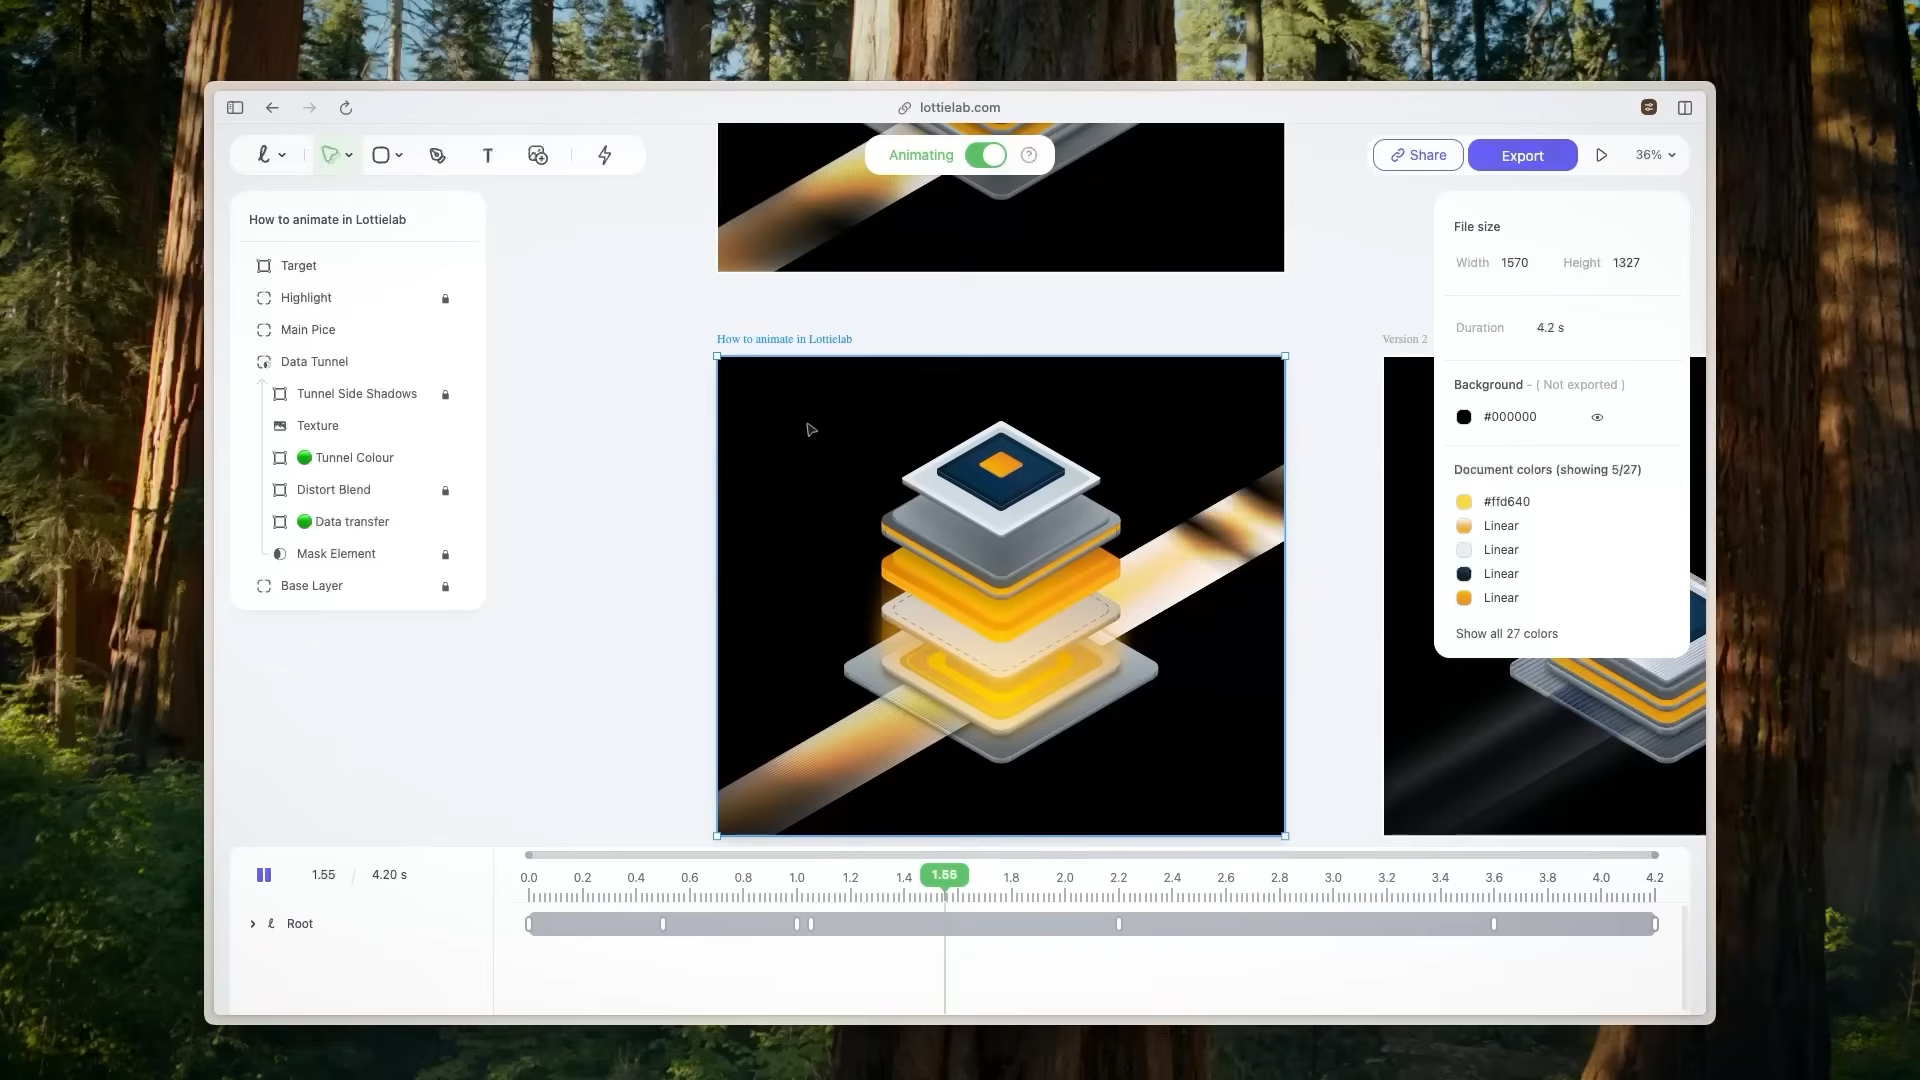 lottielab.com
T
Animating
?
Share
Export
36%
How to animate in Lottielab
Target
Highlight
Main Pice
Data Tunnel
Tunnel Side Shadows
Texture
Tunnel Colour
Distort Blend
Data transfer
Mask Element
Base Layer
How to animate in Lottielab
Version 2
File size
Width 1570 Height 1327
Duration 4.2 s
Background - ( Not exported )
#000000
Document colors (showing 5/27)
#ffd640
Linear
Linear
Linear
Linear
Show all 27 colors
1.55 / 4.20 s
0.0 0.2 0.4 0.6 0.8 1.0 1.2 1.4 1.56 1.8 2.0 2.2 2.4 2.6 2.8 3.0 3.2 3.4 3.6 3.8 4.0 4.2
Root